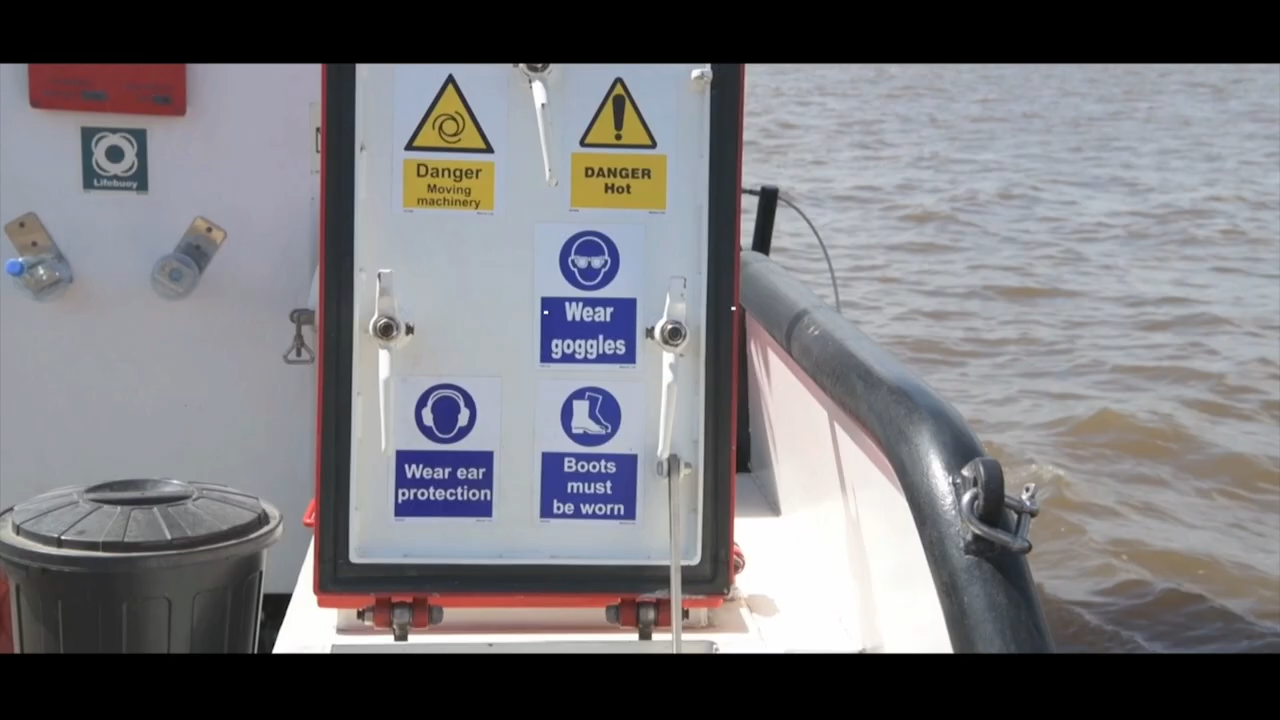 Lifebuoy
Danger
Moving
machinery
DANGER
Hot
Wear
goggles
Wear ear
protection
Boots
must
be worn